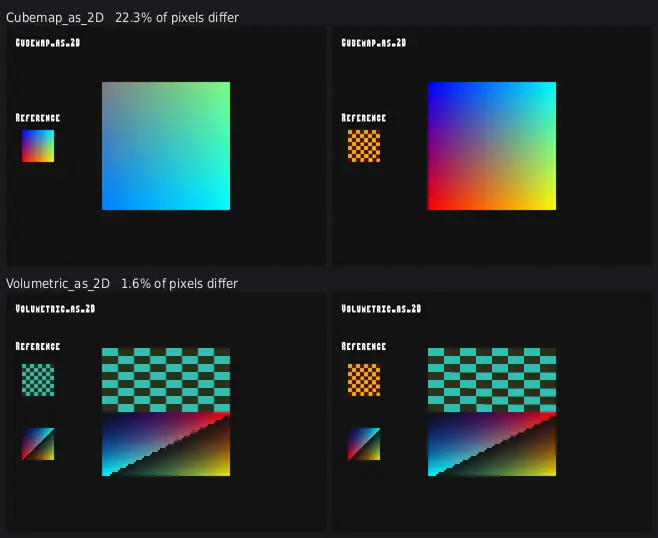 Cubemap_as_2D   22.3% of pixels differ
Cubemap_as_2D
Cubemap_as_2D
Reference
Reference
Volumetric_as_2D   1.6% of pixels differ
Volumetric_as_2D
Volumetric_as_2D
Reference
Reference